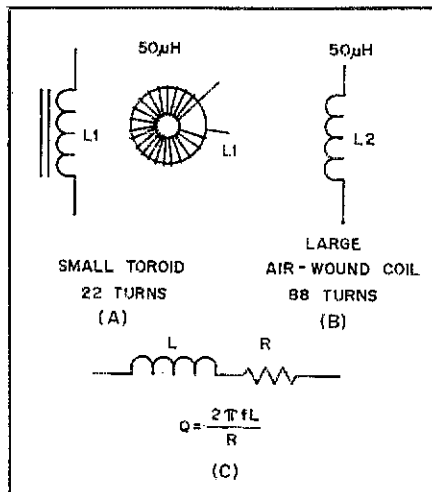 50µH
50µH
L1
L1
L2
SMALL TOROID
22 TURNS
(A)
LARGE
AIR-WOUND COIL
88 TURNS
(B)
L
R
Q = 2πfL / R
(C)